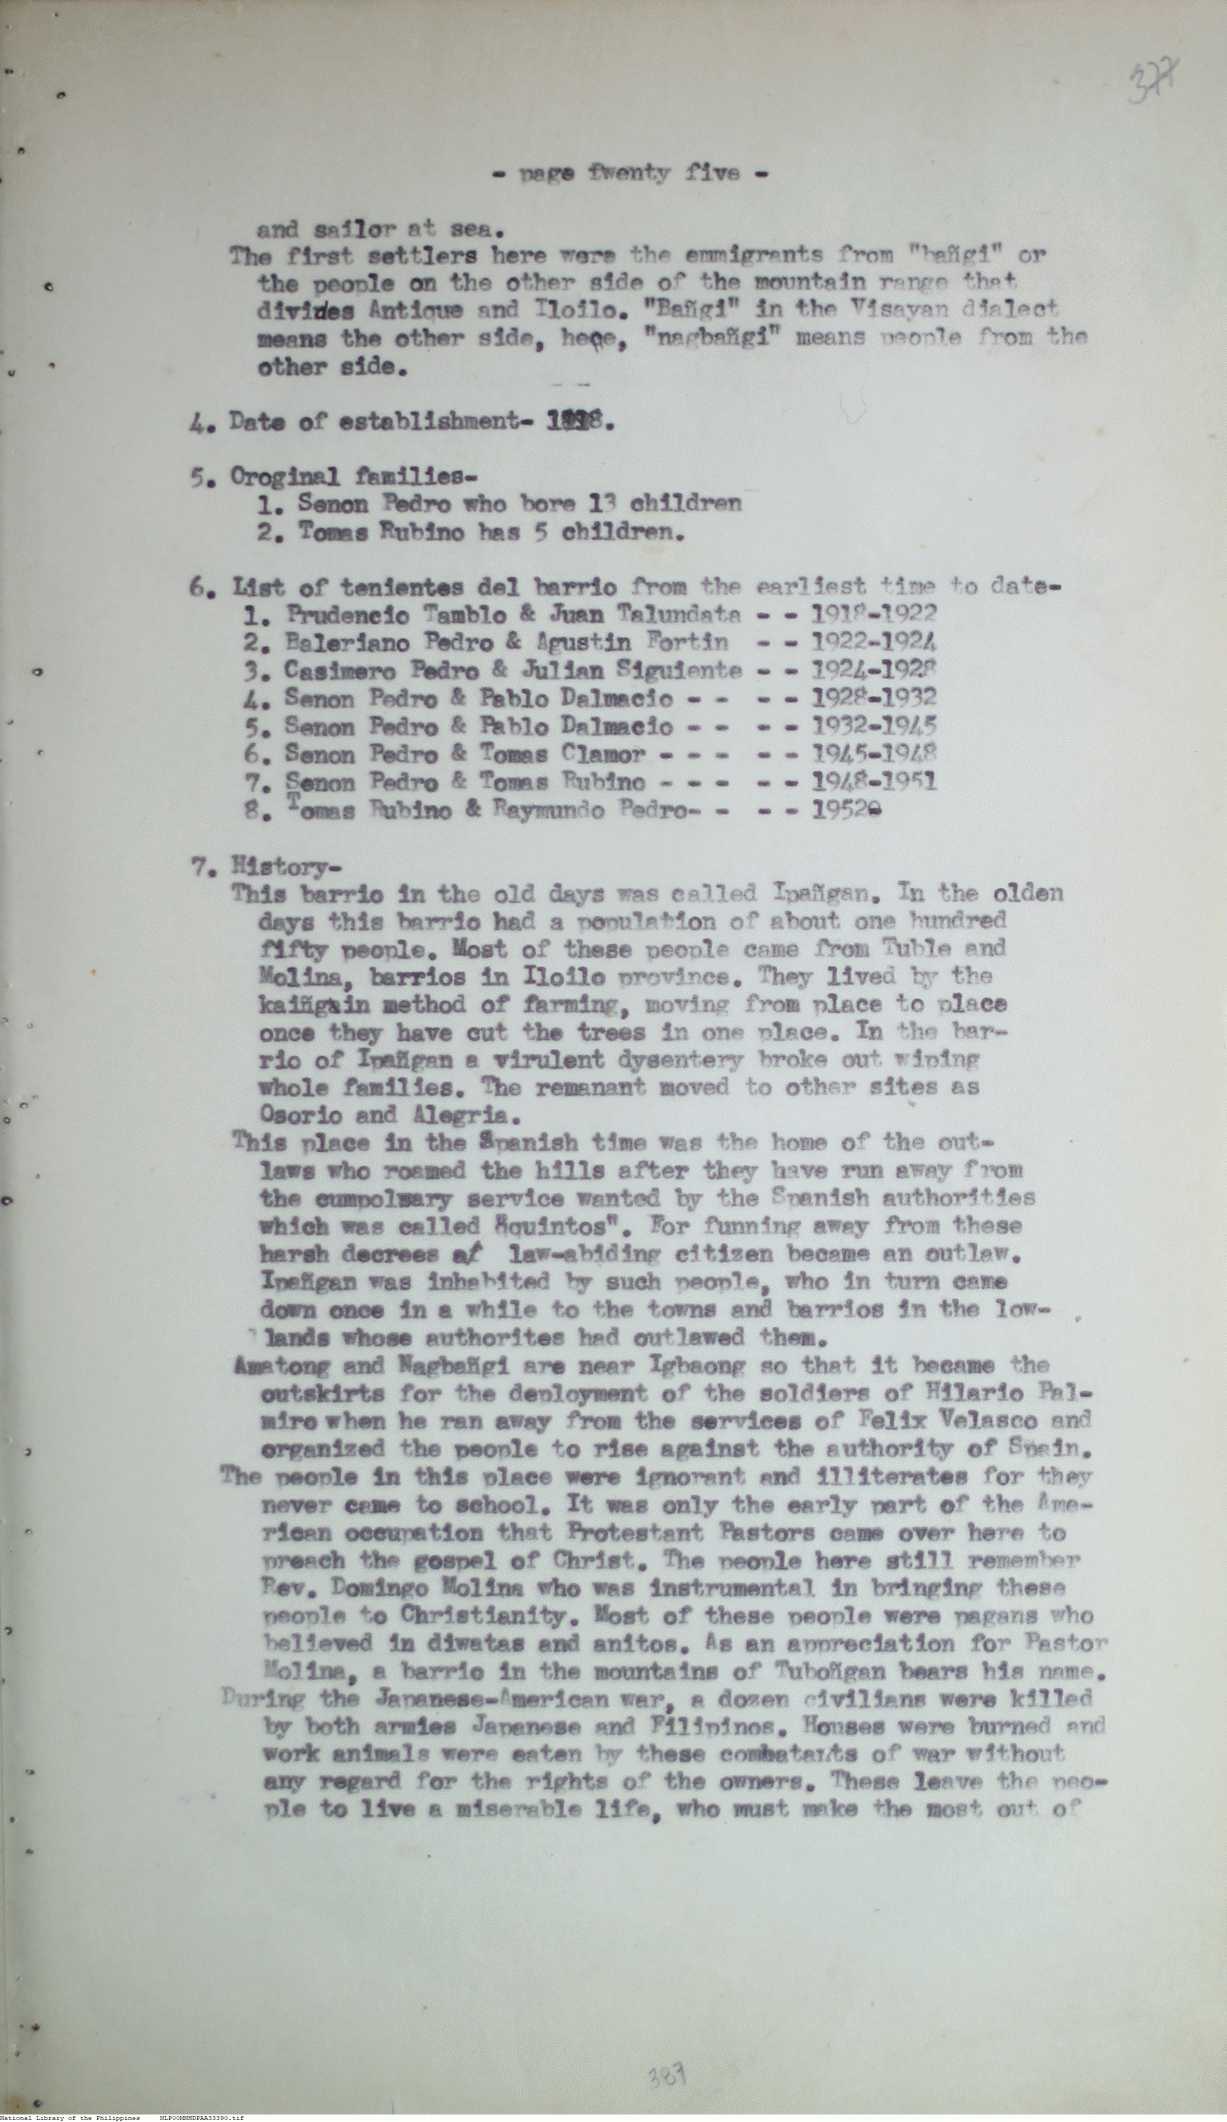 377
- page twenty five -
and sailor at sea.
The first settlers here were the emmigrants from "bañgi" or
the people on the other side of the mountain range that
divides Antique and Iloilo. "Bañgi" in the Visayan dialect
means the other side, hece, "nagbañgi" means people from the
other side.
4. Date of establishment- 1918.
5. Oroginal families-
1. Senon Pedro who bore 13 children
2. Tomas Rubino has 5 children.
6. List of tenientes del barrio from the earliest time to date-
1. Prudencio Tamblo & Juan Talundata - - 1918-1922
2. Baleriano Pedro & Agustin Fortin - - 1922-1924
3. Casimero Pedro & Julian Siguiente - - 1924-1928
4. Senon Pedro & Pablo Dalmacio - - - - 1928-1932
5. Senon Pedro & Pablo Dalmacio - - - - 1932-1945
6. Senon Pedro & Tomas Clamor - - - - - 1945-1948
7. Senon Pedro & Tomas Rubino - - - - - 1948-1951
8. Tomas Rubino & Raymundo Pedro- - - - 1952
7. History-
This barrio in the old days was called Ipañgan. In the olden
days this barrio had a population of about one hundred
fifty people. Most of these people came from Tuble and
Molina, barrios in Iloilo province. They lived by the
kaiñgin method of farming, moving from place to place
once they have cut the trees in one place. In the bar-
rio of Ipañgan a virulent dysentery broke out wiping
whole families. The remanant moved to other sites as
Osorio and Alegria.
This place in the Spanish time was the home of the out-
laws who roamed the hills after they have run away from
the cumpolsary service wanted by the Spanish authorities
which was called "quintos". For funning away from these
harsh decrees a law-abiding citizen became an outlaw.
Ipañgan was inhabited by such people, who in turn came
down once in a while to the towns and barrios in the low-
lands whose authorites had outlawed them.
Amatong and Nagbañgi are near Igbaong so that it became the
outskirts for the deployment of the soldiers of Hilario Pal-
miro when he ran away from the services of Felix Velasco and
organized the people to rise against the authority of Spain.
The people in this place were ignorant and illiterates for they
never came to school. It was only the early part of the Ame-
rican occupation that Protestant Pastors came over here to
preach the gospel of Christ. The people here still remember
Rev. Domingo Molina who was instrumental in bringing these
people to Christianity. Most of these people were pagans who
believed in diwatas and anitos. As an appreciation for Pastor
Molina, a barrio in the mountains of Tuboñgan bears his name.
During the Japanese-American war, a dozen civilians were killed
by both armies Japanese and Filipinos. Houses were burned and
work animals were eaten by these combatants of war without
any regard for the rights of the owners. These leave the peo-
ple to live a miserable life, who must make the most out of
387
National Library of the Philippines NLP00MNMDPAA33390.tif